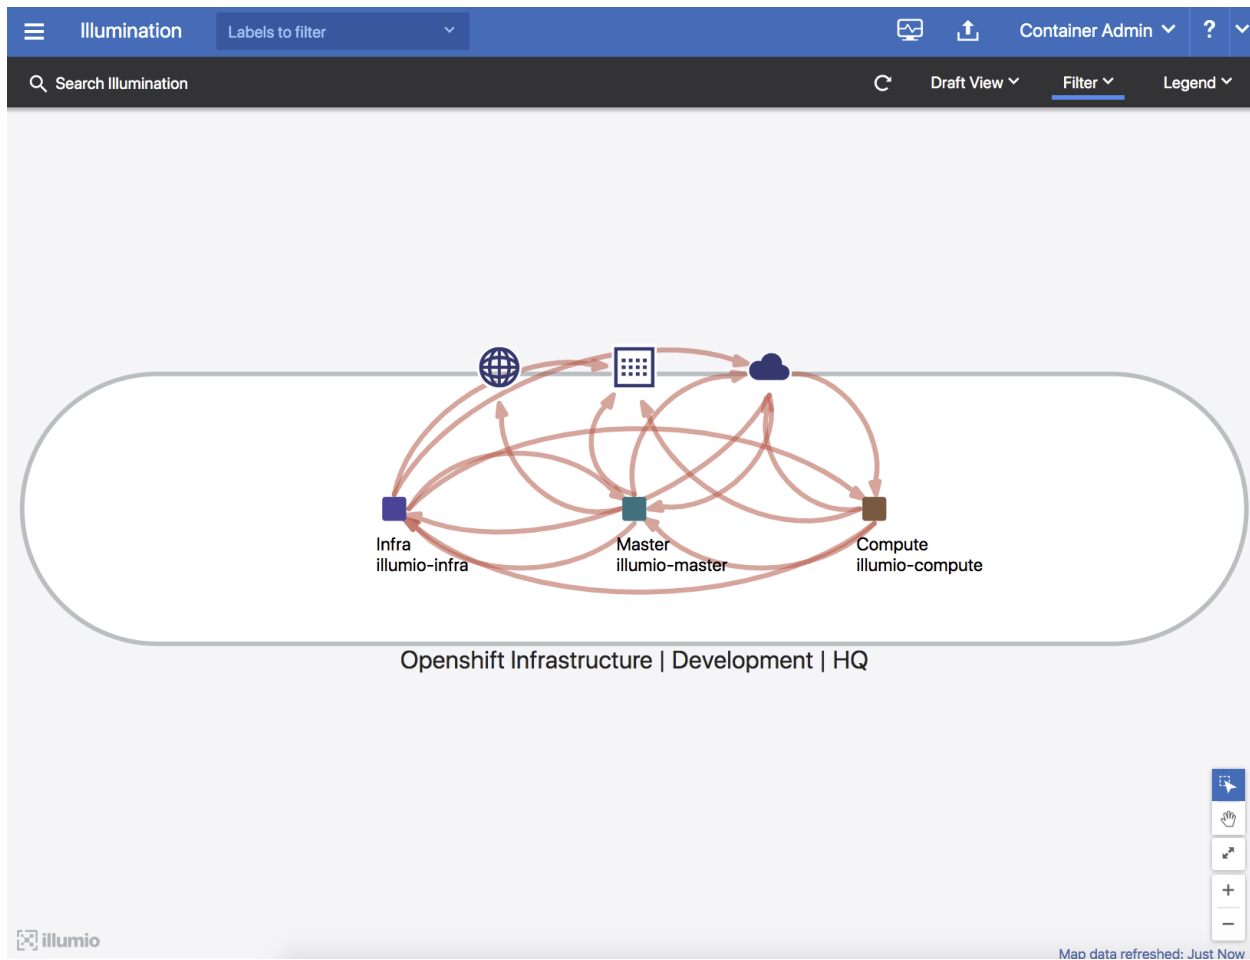 Illumination
Labels to filter
Container Admin
?
Search Illumination
Draft View
Filter
Legend
Infra
illumio-infra
Master
illumio-master
Compute
illumio-compute
Openshift Infrastructure | Development | HQ
+
−
illumio
Map data refreshed: Just Now